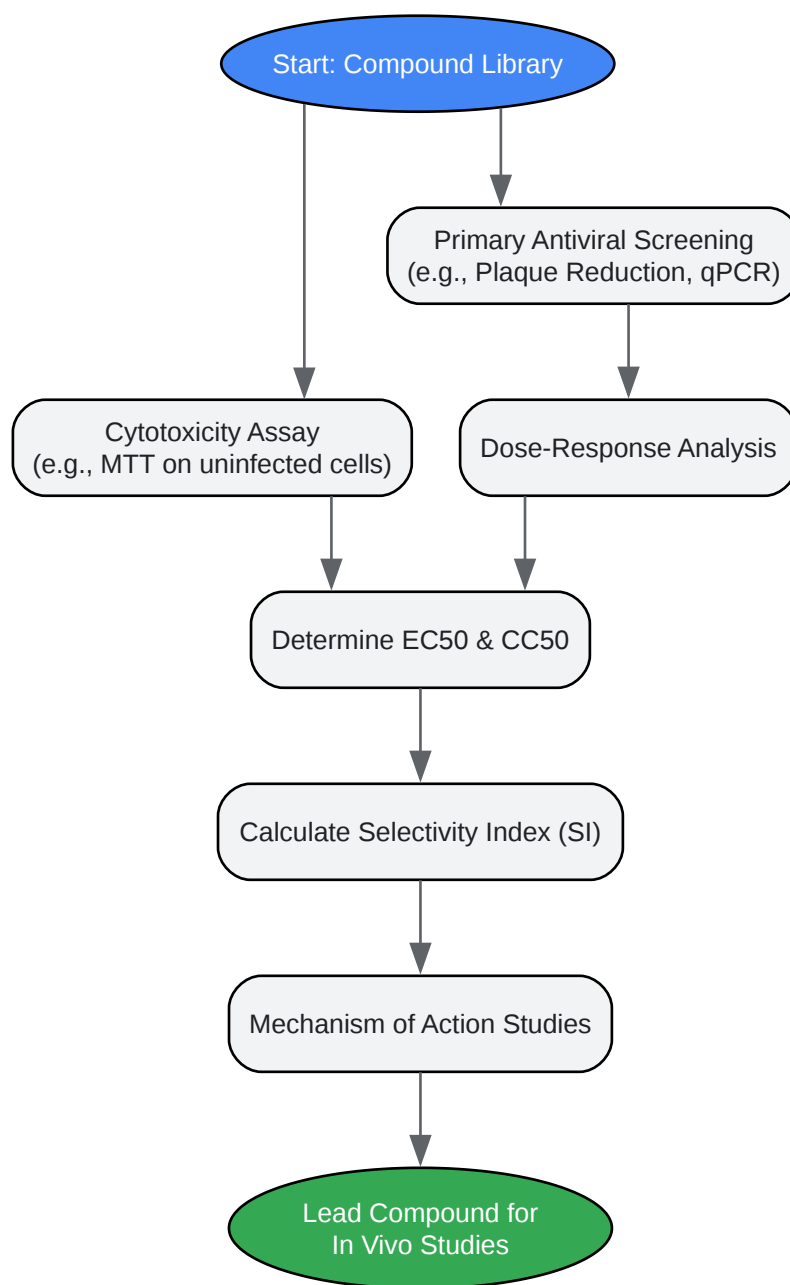 Start: Compound Library
Primary Antiviral Screening
(e.g., Plaque Reduction, qPCR)
Cytotoxicity Assay
(e.g., MTT on uninfected cells)
Dose-Response Analysis
Determine EC50 & CC50
Calculate Selectivity Index (SI)
Mechanism of Action Studies
Lead Compound for
In Vivo Studies